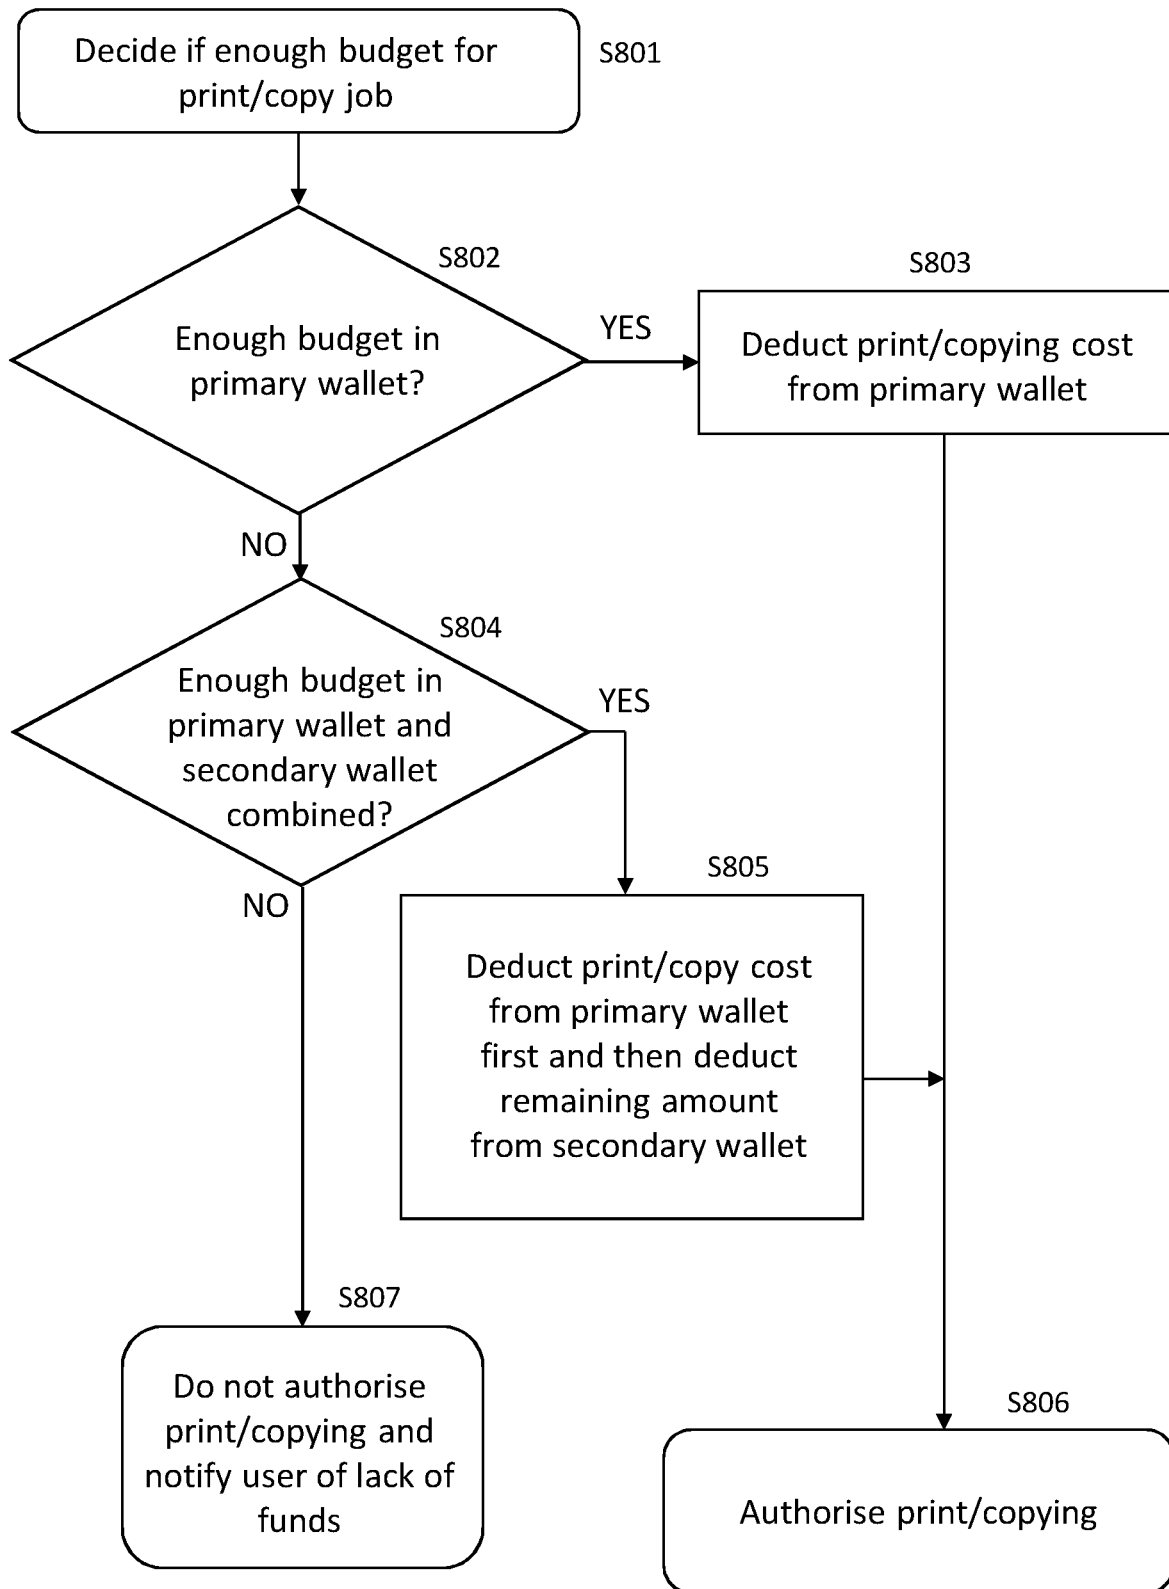 Decide if enough budget for
print/copy job
S801
S802
Enough budget in
primary wallet?
YES
S803
Deduct print/copying cost
from primary wallet
NO
S804
Enough budget in
primary wallet and
secondary wallet
combined?
YES
NO
S805
Deduct print/copy cost
from primary wallet
first and then deduct
remaining amount
from secondary wallet
S807
Do not authorise
print/copying and
notify user of lack of
funds
S806
Authorise print/copying